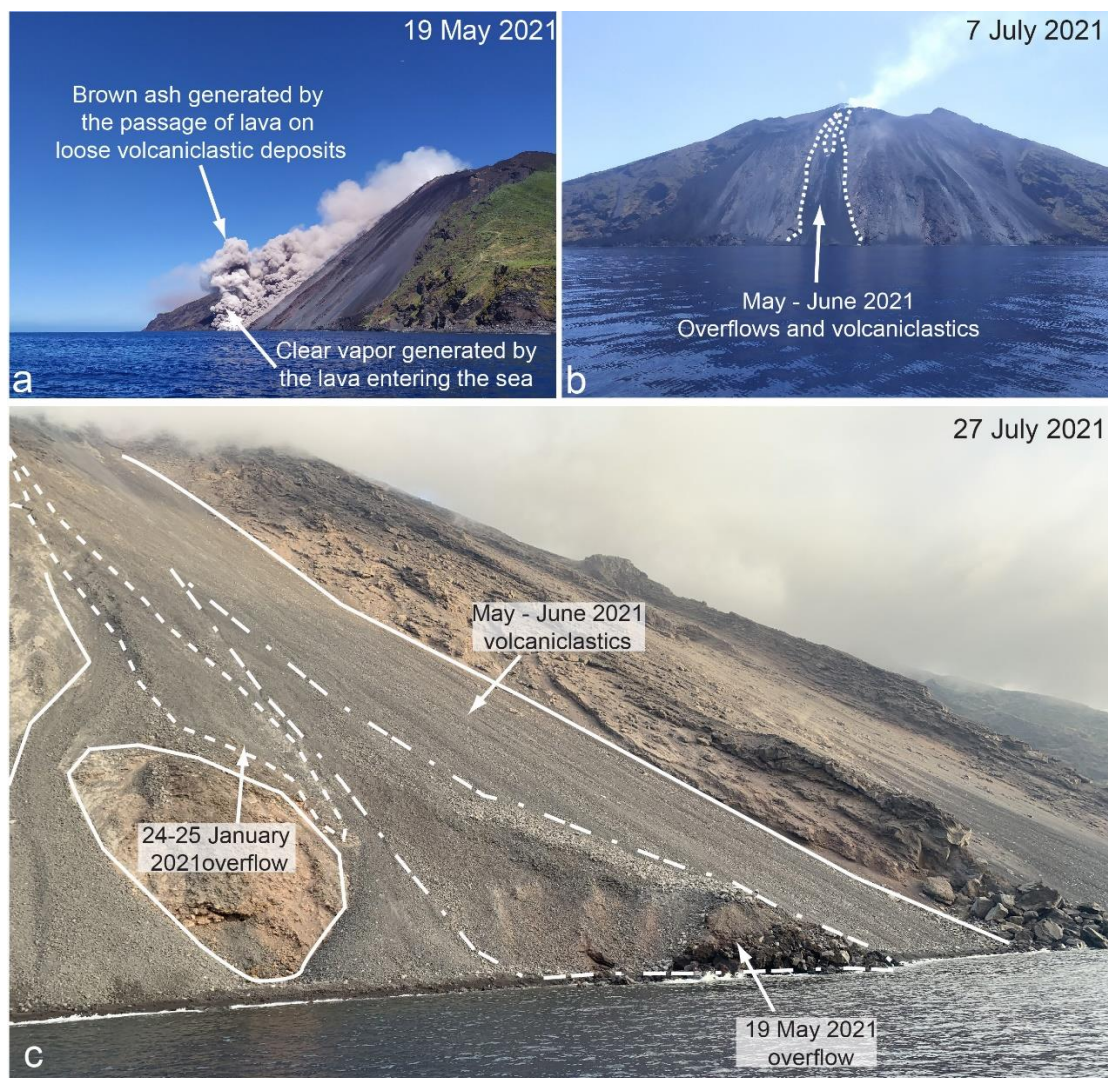 19 May 2021
Brown ash generated by
the passage of lava on
loose volcaniclastic deposits
Clear vapor generated by
the lava entering the sea
a
7 July 2021
May - June 2021
Overflows and volcaniclastics
b
27 July 2021
May - June 2021
volcaniclastics
24-25 January
2021overflow
19 May 2021
overflow
c